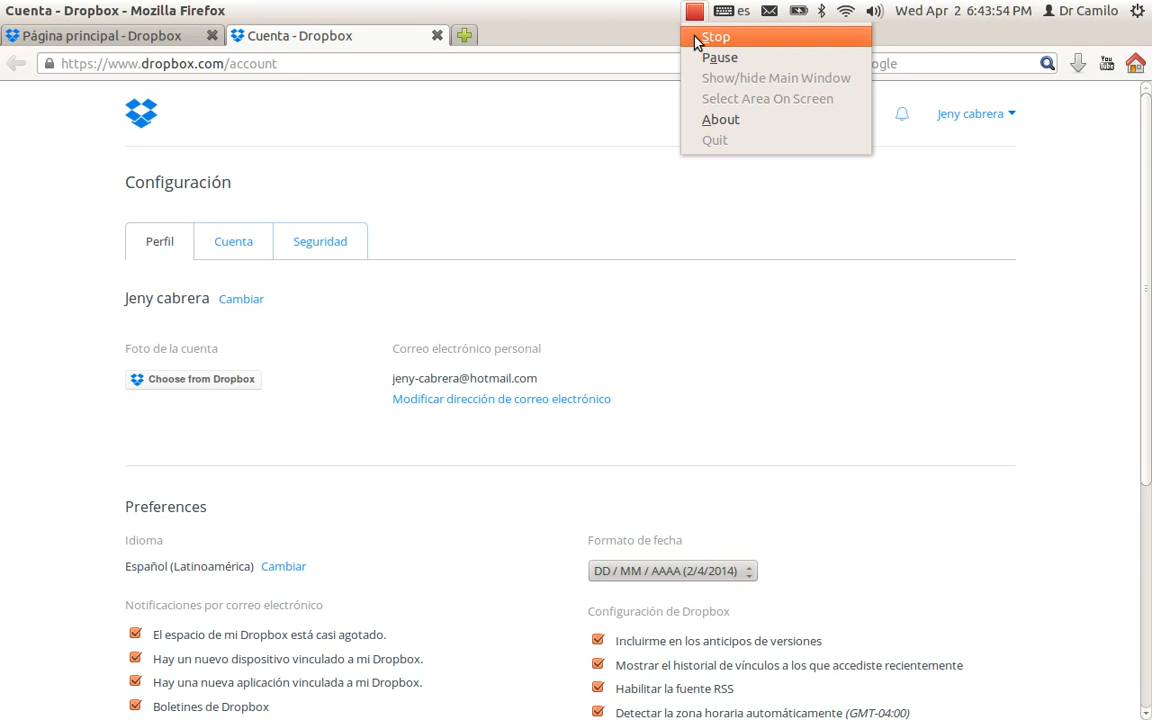 Cuenta - Dropbox - Mozilla Firefox
es
Wed Apr 2 6:43:54 PM
Dr Camilo
Página principal - Dropbox
Cuenta - Dropbox
Stop
https://www.dropbox.com/account
ogle
You Tube
Pause
Show/hide Main Window
Select Area On Screen
About
Quit
Jeny cabrera
Configuración
Perfil
Cuenta
Seguridad
Jeny cabrera Cambiar
Foto de la cuenta
Correo electrónico personal
Choose from Dropbox
jeny-cabrera@hotmail.com
Modificar dirección de correo electrónico
Preferences
Idioma
Formato de fecha
Español (Latinoamérica) Cambiar
DD / MM / AAAA (2/4/2014)
Notificaciones por correo electrónico
Configuración de Dropbox
El espacio de mi Dropbox está casi agotado.
Incluirme en los anticipos de versiones
Hay un nuevo dispositivo vinculado a mi Dropbox.
Mostrar el historial de vínculos a los que accediste recientemente
Hay una nueva aplicación vinculada a mi Dropbox.
Habilitar la fuente RSS
Boletines de Dropbox
Detectar la zona horaria automáticamente (GMT-04:00)